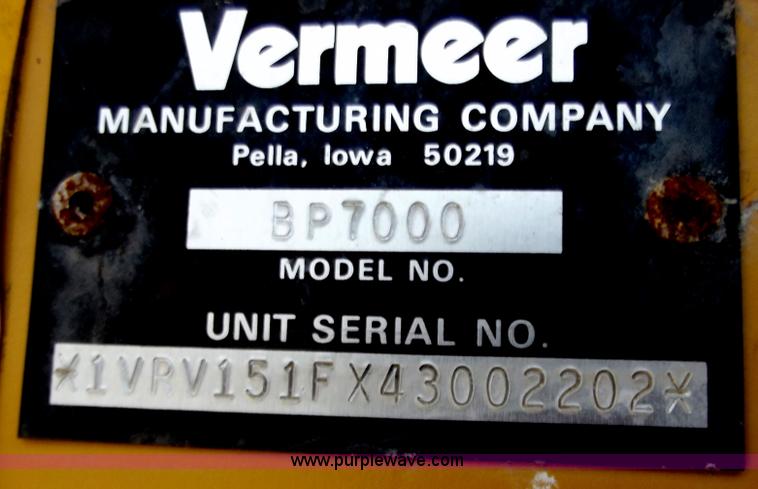 Vermeer
MANUFACTURING COMPANY
Pella, Iowa 50219
BP7000
MODEL NO.
UNIT SERIAL NO.
*1VRV151FX43002202*
www.purplewave.com